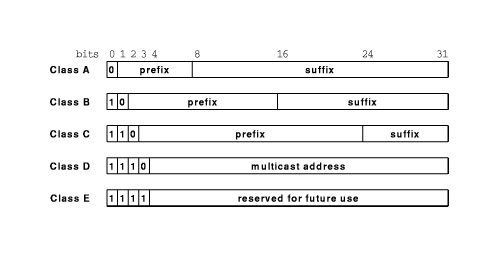 bits 0 1 2 3 4 8 16 24 31
Class A 0 prefix suffix
Class B 1 0 prefix suffix
Class C 1 1 0 prefix suffix
Class D 1 1 1 0 multicast address
Class E 1 1 1 1 reserved for future use